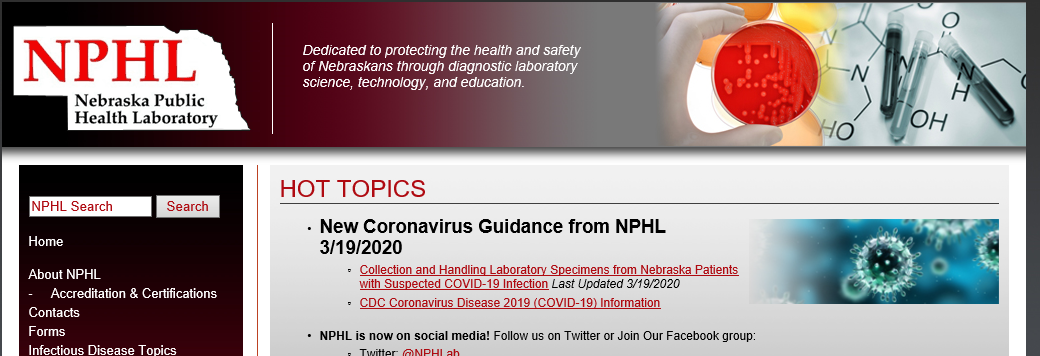 NPHL
Nebraska Public
Health Laboratory
Dedicated to protecting the health and safety
of Nebraskans through diagnostic laboratory
science, technology, and education.
HO
OH
N
H
NPHL Search
Search
Home
About NPHL
- Accreditation & Certifications
Contacts
Forms
Infectious Disease Topics
HOT TOPICS
• New Coronavirus Guidance from NPHL
3/19/2020
Collection and Handling Laboratory Specimens from Nebraska Patients
with Suspected COVID-19 Infection Last Updated 3/19/2020
CDC Coronavirus Disease 2019 (COVID-19) Information
• NPHL is now on social media! Follow us on Twitter or Join Our Facebook group:
Twitter: @NPHLab